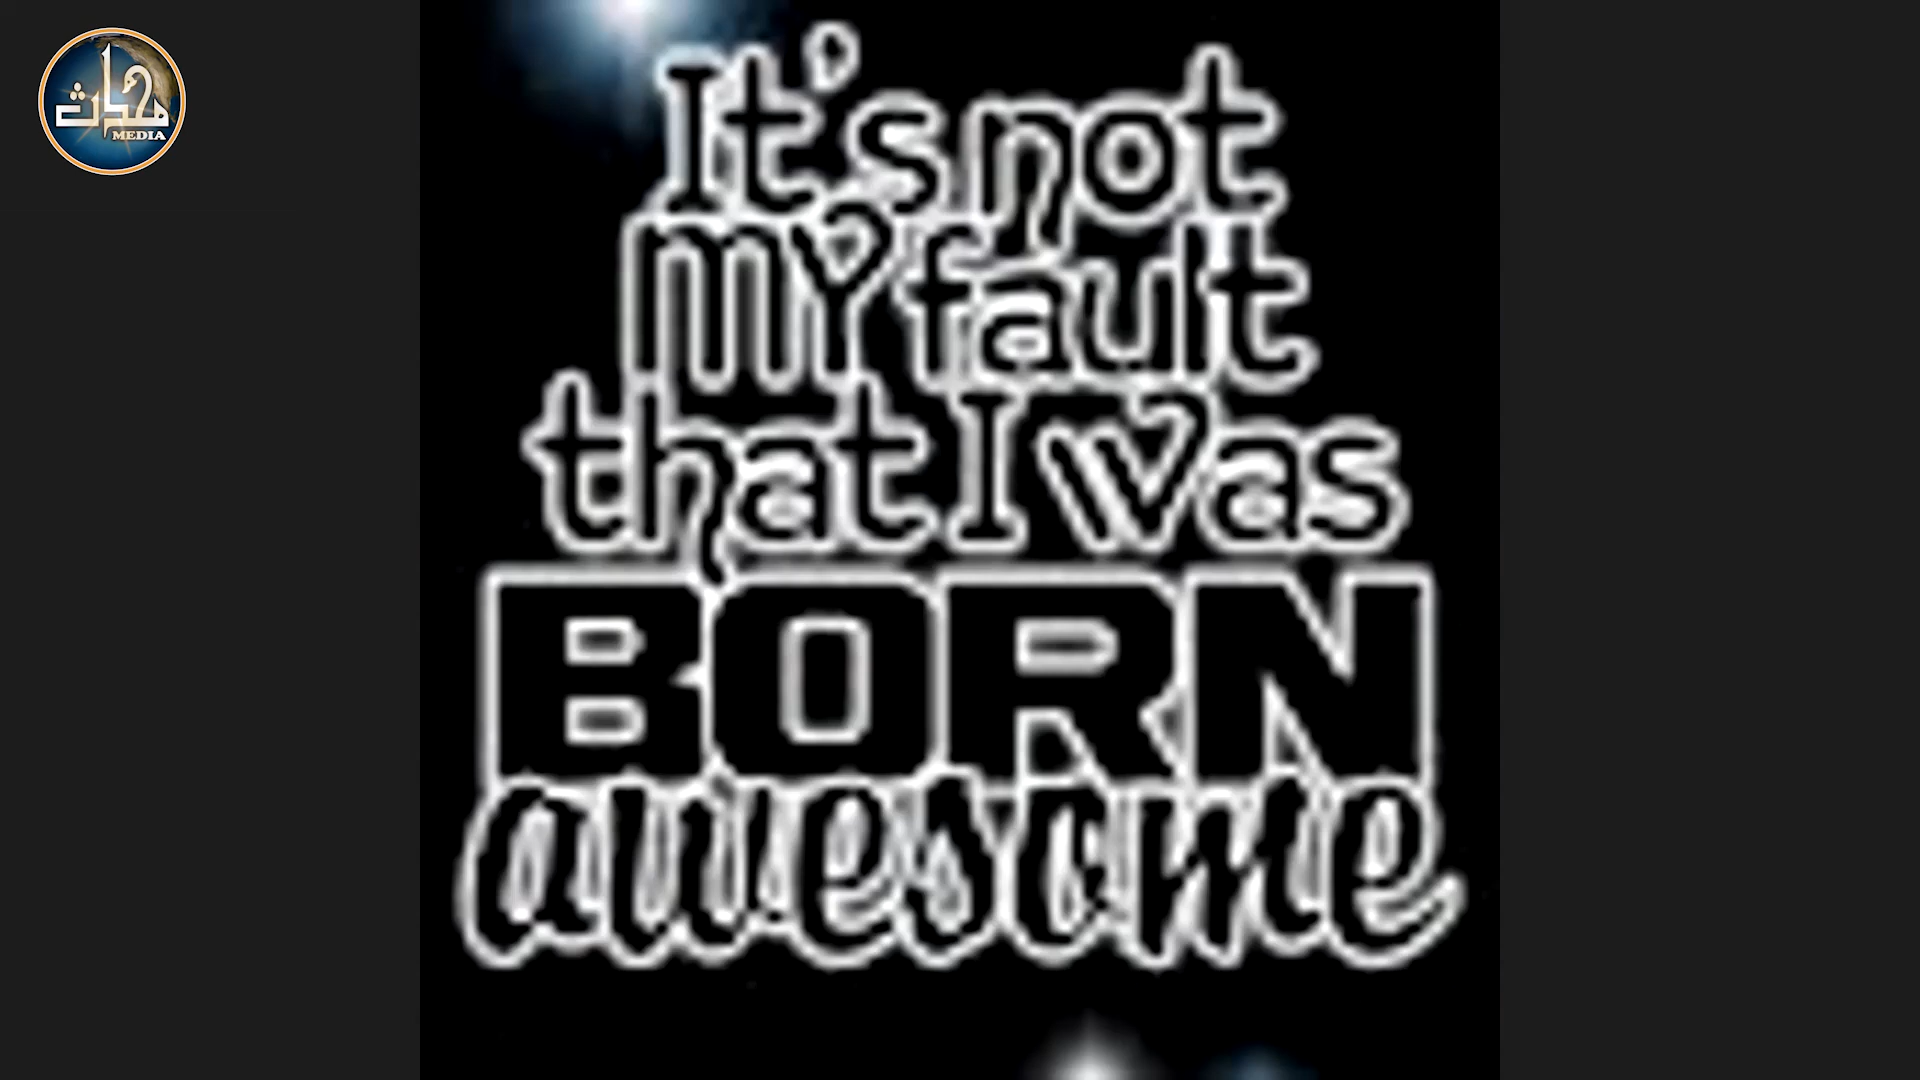 It's not
my fault
that I was
BORN
awesome
MEDIA